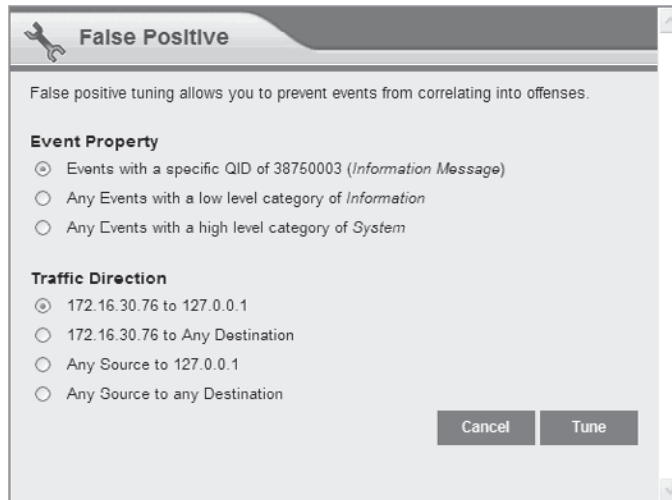 False Positive
False positive tuning allows you to prevent events from correlating into offenses.
Event Property
Events with a specific QID of 38750003 (Information Message)
Any Events with a low level category of Information
Any Events with a high level category of System
Traffic Direction
172.16.30.76 to 127.0.0.1
172.16.30.76 to Any Destination
Any Source to 127.0.0.1
Any Source to any Destination
Cancel Tune